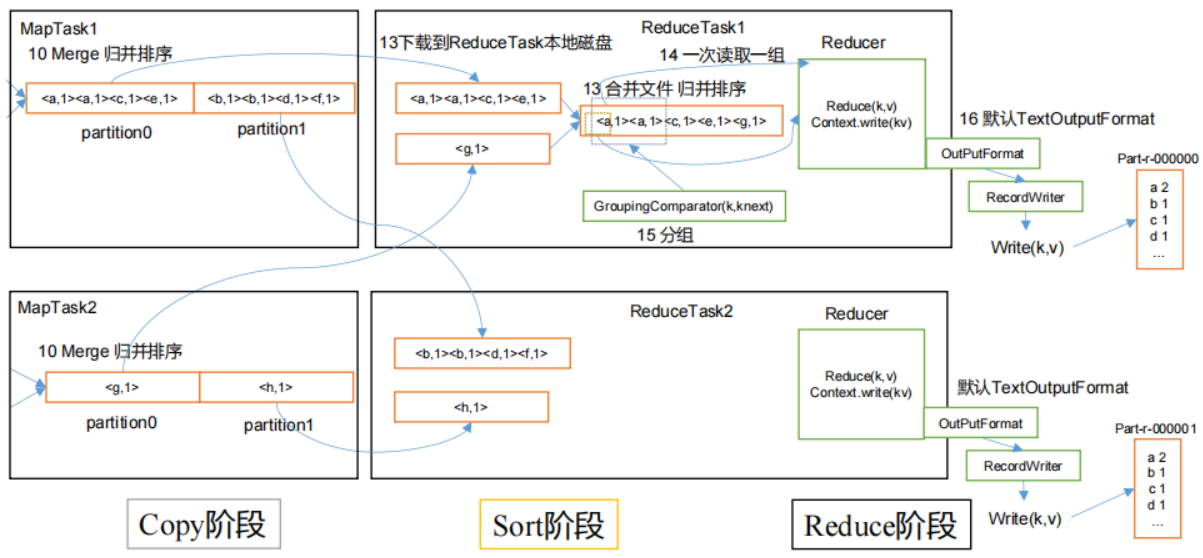 MapTask1
10 Merge 归并排序
<a,1><a,1><c,1><e,1>
<b,1><b,1><d,1><f,1>
partition0
partition1
ReduceTask1
13下载到ReduceTask本地磁盘
14 一次读取一组
Reducer
<a,1><a,1><c,1><e,1>
13 合并文件 归并排序
<a,1><a,1><c,1><e,1><g,1>
<g,1>
Reduce(k,v)
Context.write(kv)
GroupingComparator(k,knext)
15 分组
16 默认TextOutputFormat
OutPutFormat
RecordWriter
Write(k,v)
Part-r-000000
a 2
b 1
c 1
d 1
...
MapTask2
10 Merge 归并排序
<g,1>
<h,1>
partition0
partition1
ReduceTask2
Reducer
<b,1><b,1><d,1><f,1>
<h,1>
Reduce(k,v)
Context.write(kv)
默认TextOutputFormat
OutPutFormat
RecordWriter
Write(k,v)
Part-r-000001
a 2
b 1
c 1
d 1
...
Copy阶段
Sort阶段
Reduce阶段